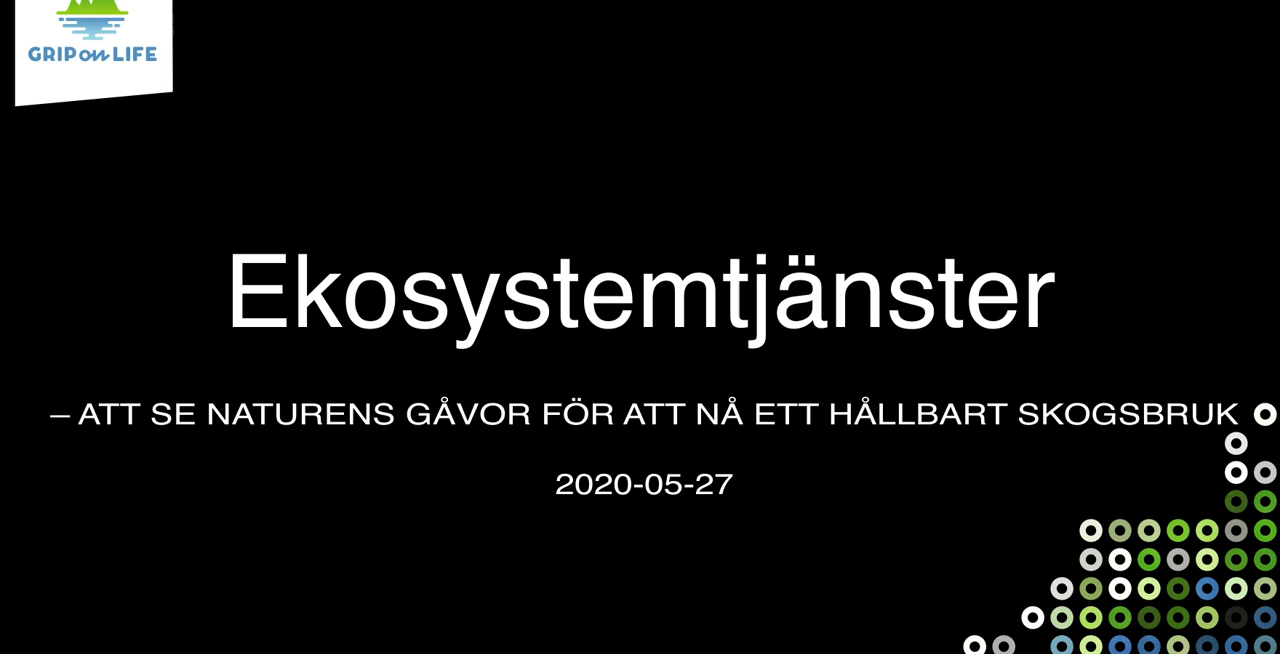 GRIP on LIFE
Ekosystemtjänster
– ATT SE NATURENS GÅVOR FÖR ATT NÅ ETT HÅLLBART SKOGSBRUK
2020-05-27